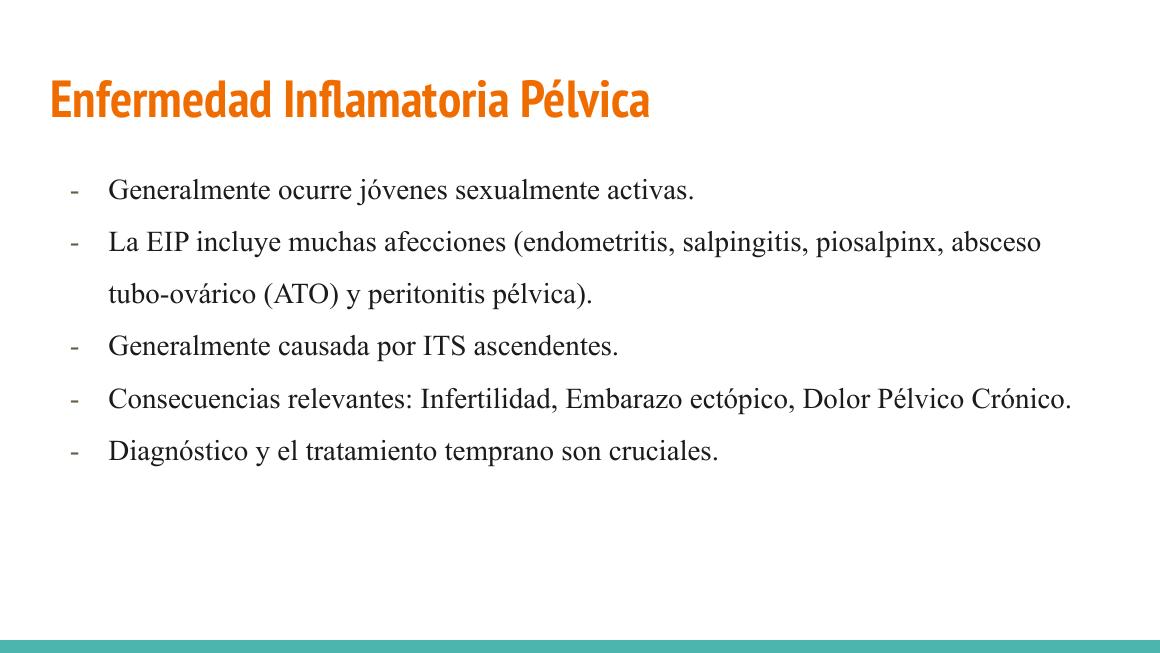 Enfermedad Inflamatoria Pélvica
- Generalmente ocurre jóvenes sexualmente activas.
- La EIP incluye muchas afecciones (endometritis, salpingitis, piosalpinx, absceso
tubo-ovárico (ATO) y peritonitis pélvica).
- Generalmente causada por ITS ascendentes.
- Consecuencias relevantes: Infertilidad, Embarazo ectópico, Dolor Pélvico Crónico.
- Diagnóstico y el tratamiento temprano son cruciales.